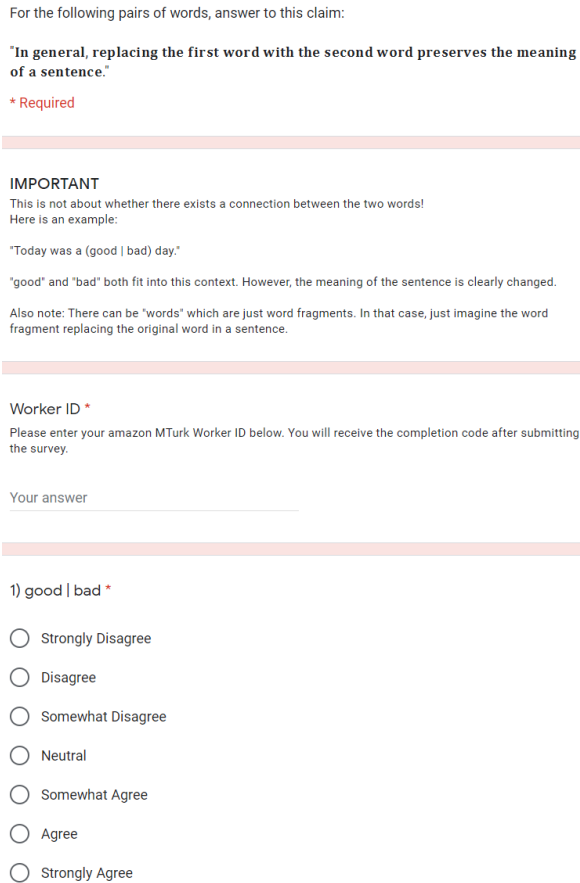 For the following pairs of words, answer to this claim:
"In general, replacing the first word with the second word preserves the meaning
of a sentence."
* Required
IMPORTANT
This is not about whether there exists a connection between the two words!
Here is an example:
"Today was a (good | bad) day."
"good" and "bad" both fit into this context. However, the meaning of the sentence is clearly changed.
Also note: There can be "words" which are just word fragments. In that case, just imagine the word
fragment replacing the original word in a sentence.
Worker ID *
Please enter your amazon MTurk Worker ID below. You will receive the completion code after submitting
the survey.
Your answer
1) good | bad *
Strongly Disagree
Disagree
Somewhat Disagree
Neutral
Somewhat Agree
Agree
Strongly Agree